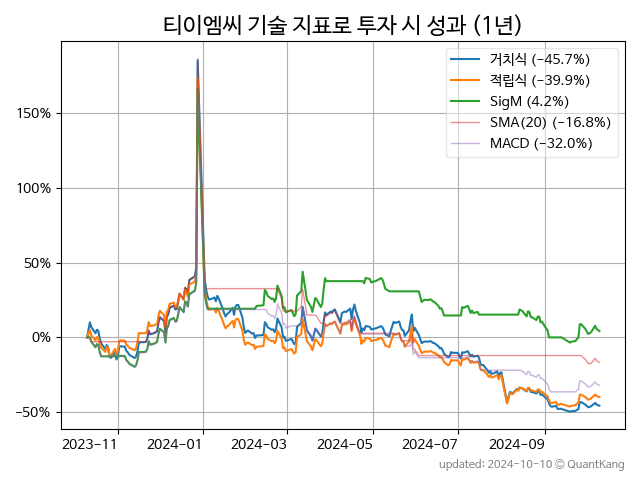 티이엠씨 기술 지표로 투자 시 성과 (1년)
거치식 (−45.7%)
적립식 (−39.9%)
SigM (4.2%)
SMA(20) (−16.8%)
MACD (−32.0%)
150%
100%
50%
0%
−50%
2023−11 2024−01 2024−03 2024−05 2024−07 2024−09
updated: 2024-10-10 © QuantKang